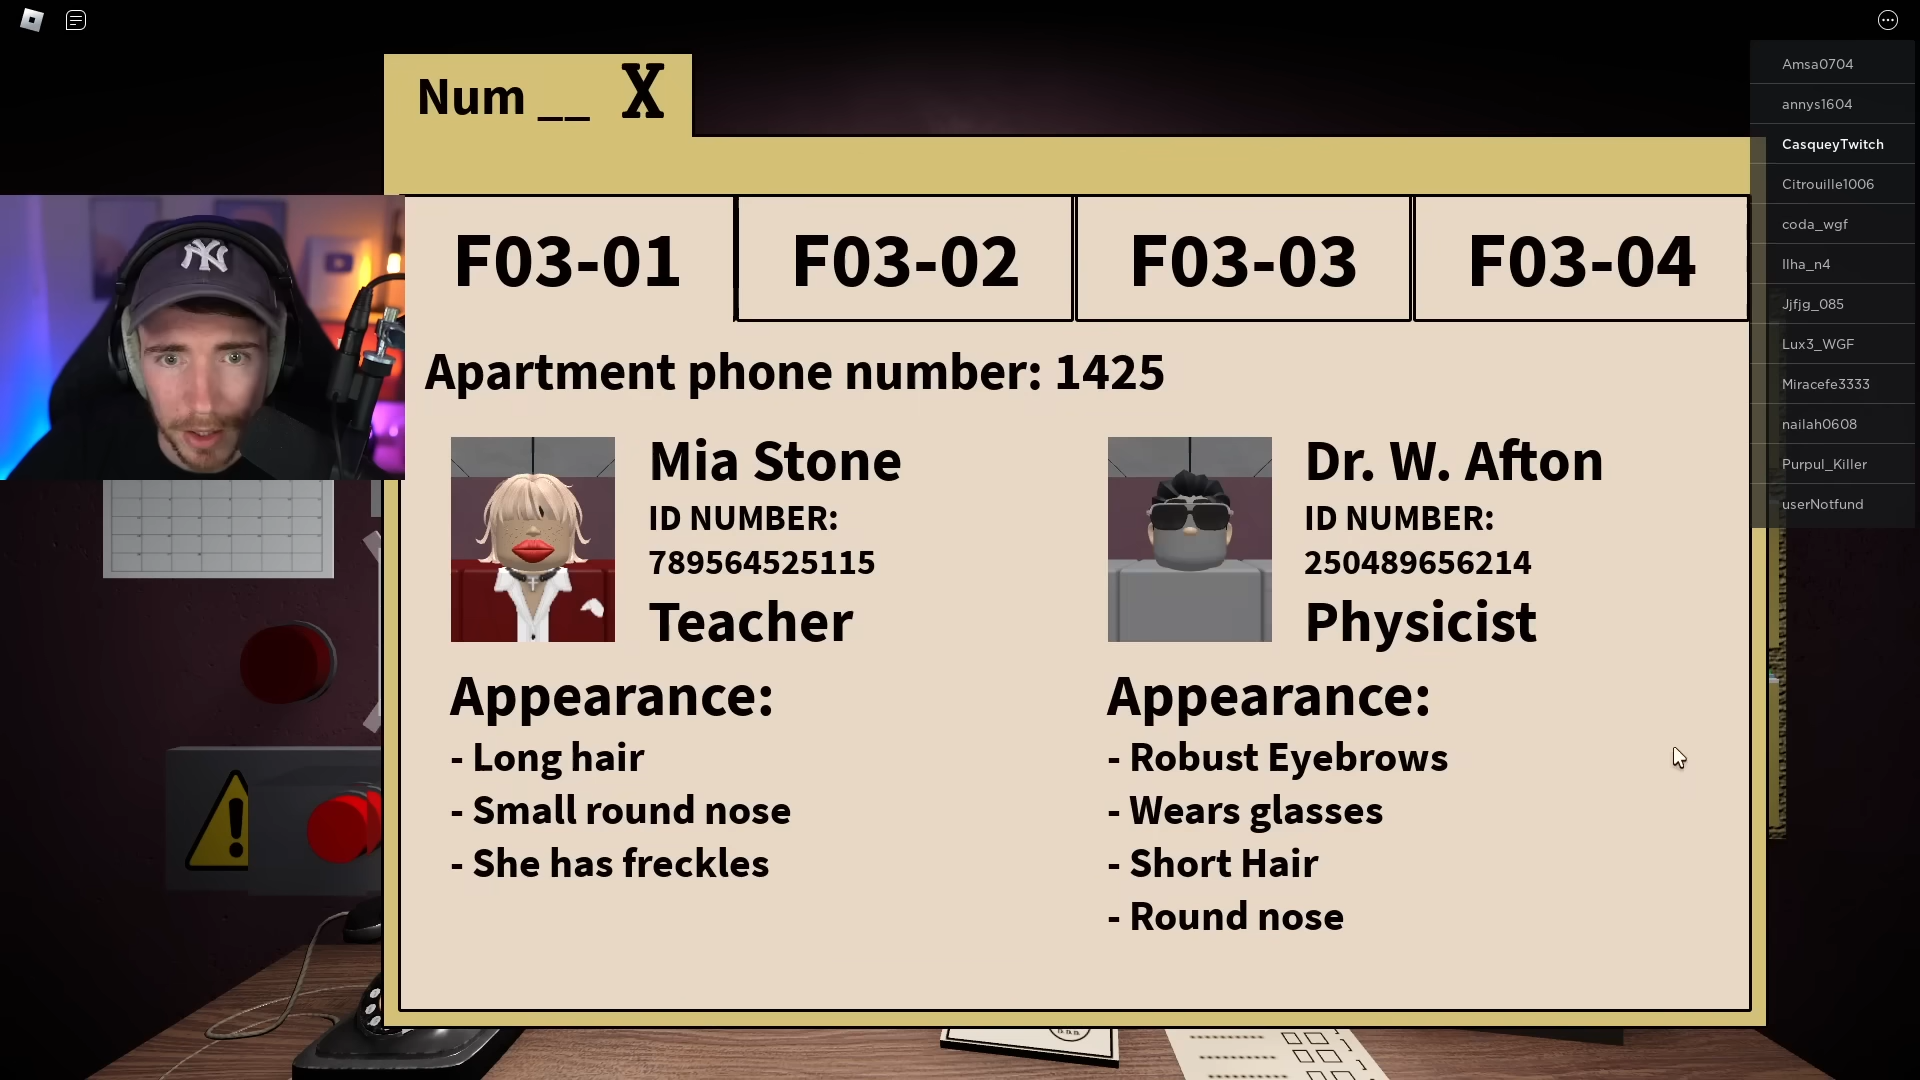 Num __ X
F03-01 F03-02 F03-03 F03-04
Apartment phone number: 1425
Mia Stone
ID NUMBER:
789564525115
Teacher
Appearance:
- Long hair
- Small round nose
- She has freckles
Dr. W. Afton
ID NUMBER:
250489656214
Physicist
Appearance:
- Robust Eyebrows
- Wears glasses
- Short Hair
- Round nose
Amsa0704
annys1604
CasqueyTwitch
Citrouille1006
coda_wgf
Ilha_n4
Jjfjg_085
Lux3_WGF
Miracefe3333
nailah0608
Purpul_Killer
userNotfund
NY